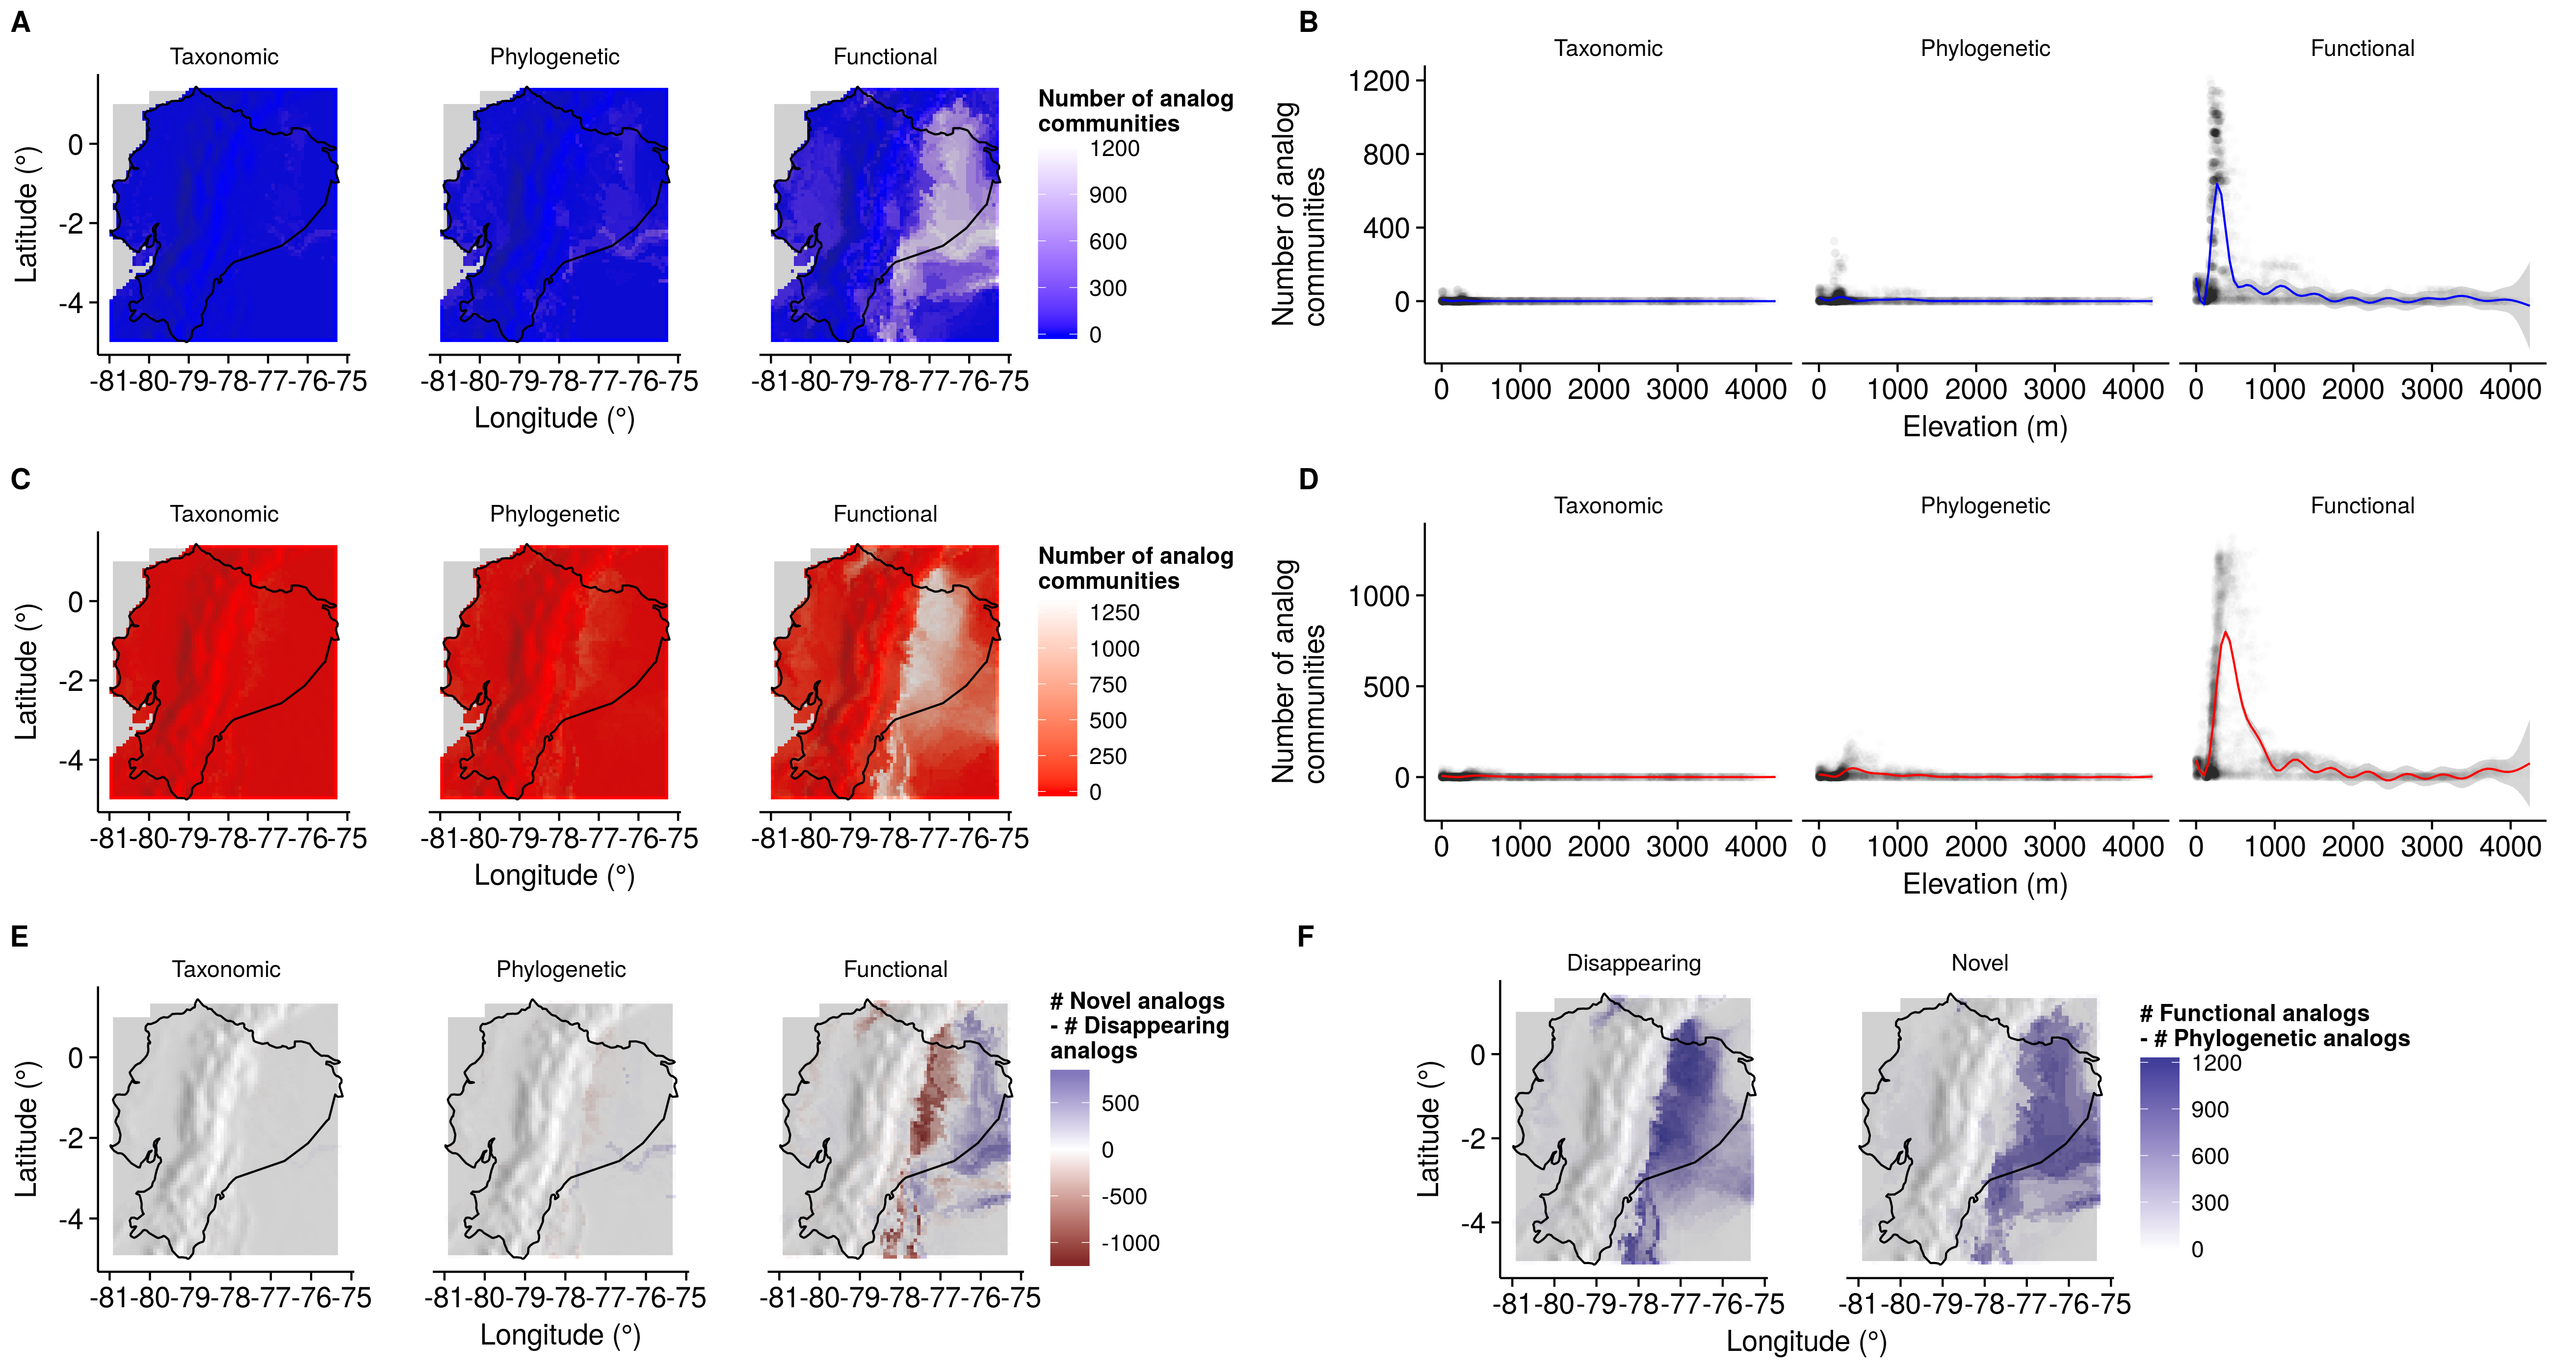 A
Taxonomic Phylogenetic Functional
Latitude (°)
0
-2
-4
-81-80-79-78-77-76-75 -81-80-79-78-77-76-75 -81-80-79-78-77-76-75
Longitude (°)
Number of analog
communities
1200
900
600
300
0
B
Taxonomic Phylogenetic Functional
Number of analog
communities
1200
800
400
0
0 1000 2000 3000 4000 0 1000 2000 3000 4000 0 1000 2000 3000 4000
Elevation (m)
C
Taxonomic Phylogenetic Functional
Latitude (°)
0
-2
-4
-81-80-79-78-77-76-75 -81-80-79-78-77-76-75 -81-80-79-78-77-76-75
Longitude (°)
Number of analog
communities
1250
1000
750
500
250
0
D
Taxonomic Phylogenetic Functional
Number of analog
communities
1000
500
0
0 1000 2000 3000 4000 0 1000 2000 3000 4000 0 1000 2000 3000 4000
Elevation (m)
E
Taxonomic Phylogenetic Functional
Latitude (°)
0
-2
-4
-81-80-79-78-77-76-75 -81-80-79-78-77-76-75 -81-80-79-78-77-76-75
Longitude (°)
# Novel analogs
- # Disappearing
analogs
500
0
-500
-1000
F
Disappearing Novel
Latitude (°)
0
-2
-4
-81-80-79-78-77-76-75 -81-80-79-78-77-76-75
Longitude (°)
# Functional analogs
- # Phylogenetic analogs
1200
900
600
300
0